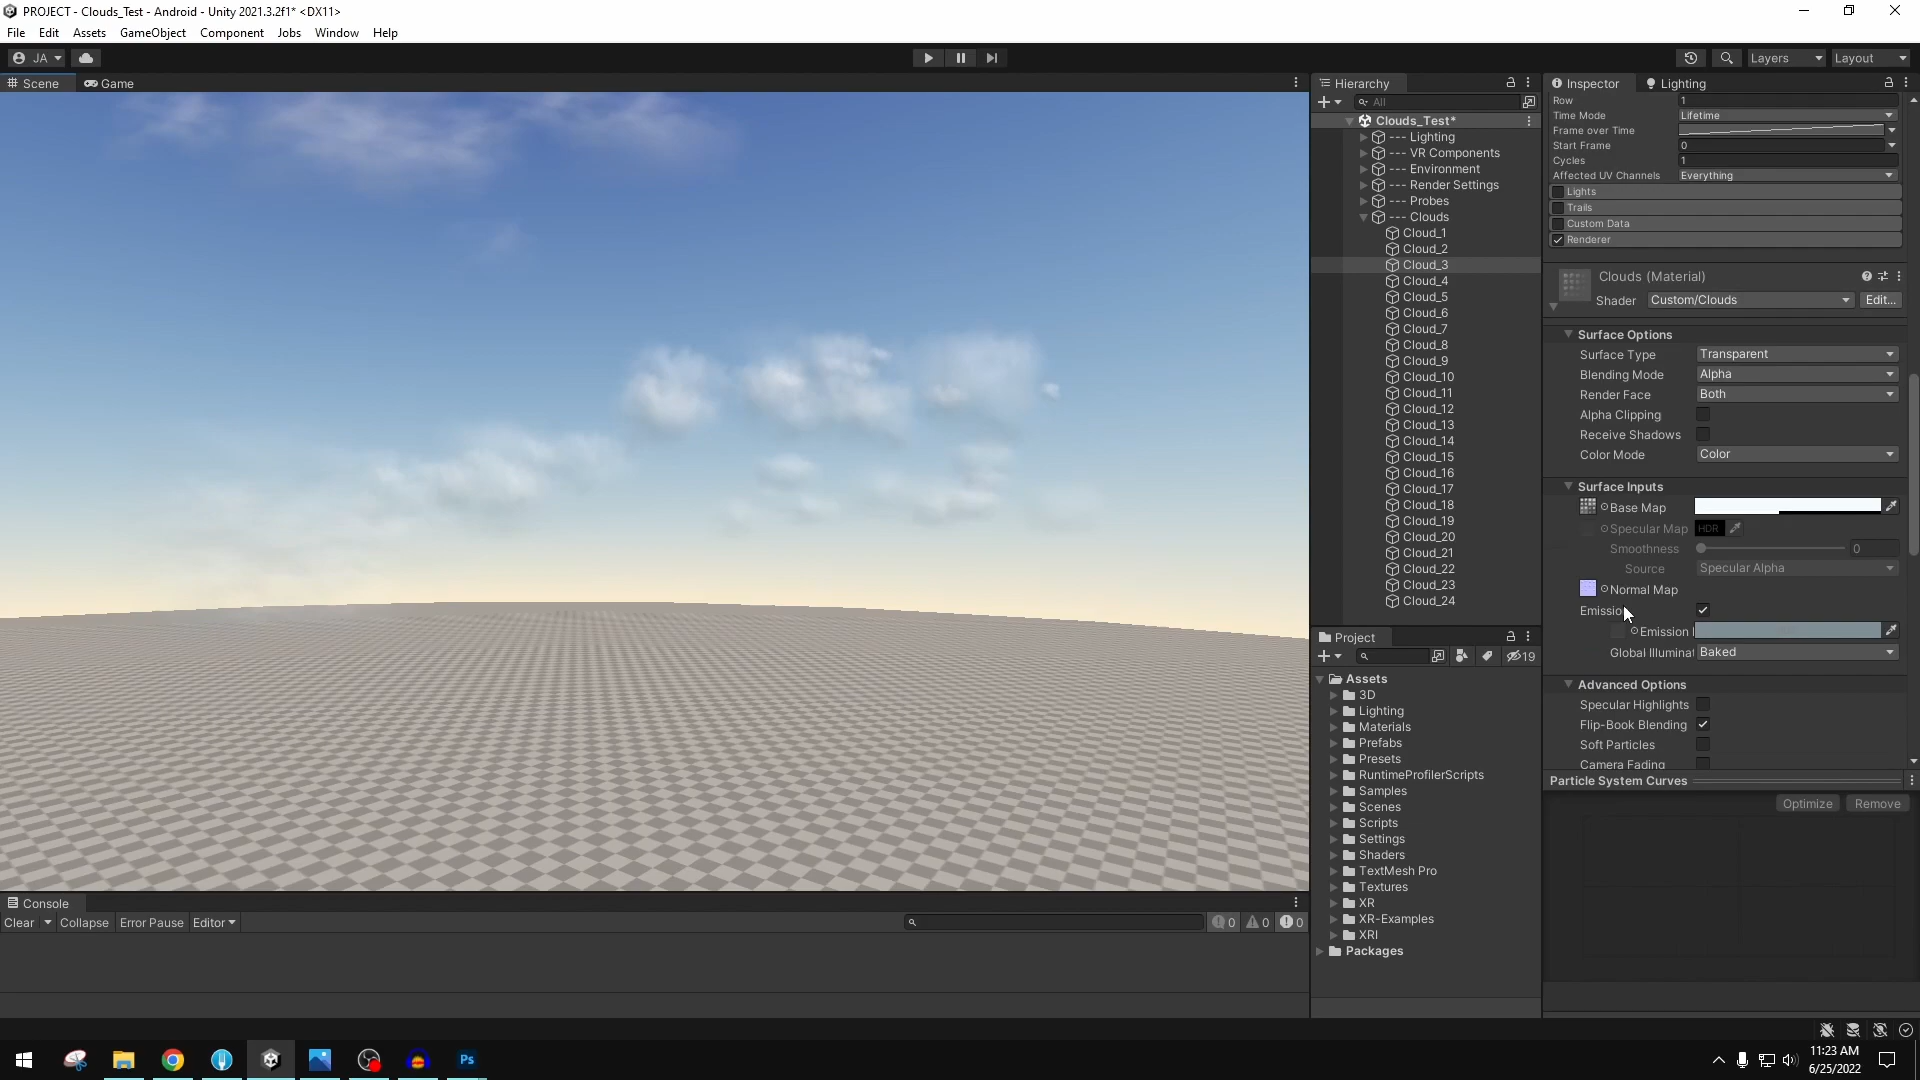 PROJECT - Clouds_Test - Android - Unity 2021.3.2f1* <DX11>
File Edit Assets GameObject Component Jobs Window Help
JA Layers Layout
Scene Game
Hierarchy
All
Clouds_Test*
--- Lighting
--- VR Components
--- Environment
--- Render Settings
--- Probes
--- Clouds
Cloud_1
Cloud_2
Cloud_3
Cloud_4
Cloud_5
Cloud_6
Cloud_7
Cloud_8
Cloud_9
Cloud_10
Cloud_11
Cloud_12
Cloud_13
Cloud_14
Cloud_15
Cloud_16
Cloud_17
Cloud_18
Cloud_19
Cloud_20
Cloud_21
Cloud_22
Cloud_23
Cloud_24
Project
19
Assets
3D
Lighting
Materials
Prefabs
Presets
RuntimeProfilerScripts
Samples
Scenes
Scripts
Settings
Shaders
TextMesh Pro
Textures
XR
XR-Examples
XRI
Packages
Inspector Lighting
Row 1
Time Mode Lifetime
Frame over Time
Start Frame 0
Cycles 1
Affected UV Channels Everything
Lights
Trails
Custom Data
Renderer
Clouds (Material)
Shader Custom/Clouds Edit...
Surface Options
Surface Type Transparent
Blending Mode Alpha
Render Face Both
Alpha Clipping
Receive Shadows
Color Mode Color
Surface Inputs
Base Map
Specular Map HDR
Smoothness 0
Source Specular Alpha
Normal Map
Emissio
Emission
Global Illuminat Baked
Advanced Options
Specular Highlights
Flip-Book Blending
Soft Particles
Camera Fading
Particle System Curves
Optimize Remove
Console
Clear Collapse Error Pause Editor 0 0 0
Ps
11:23 AM
6/25/2022